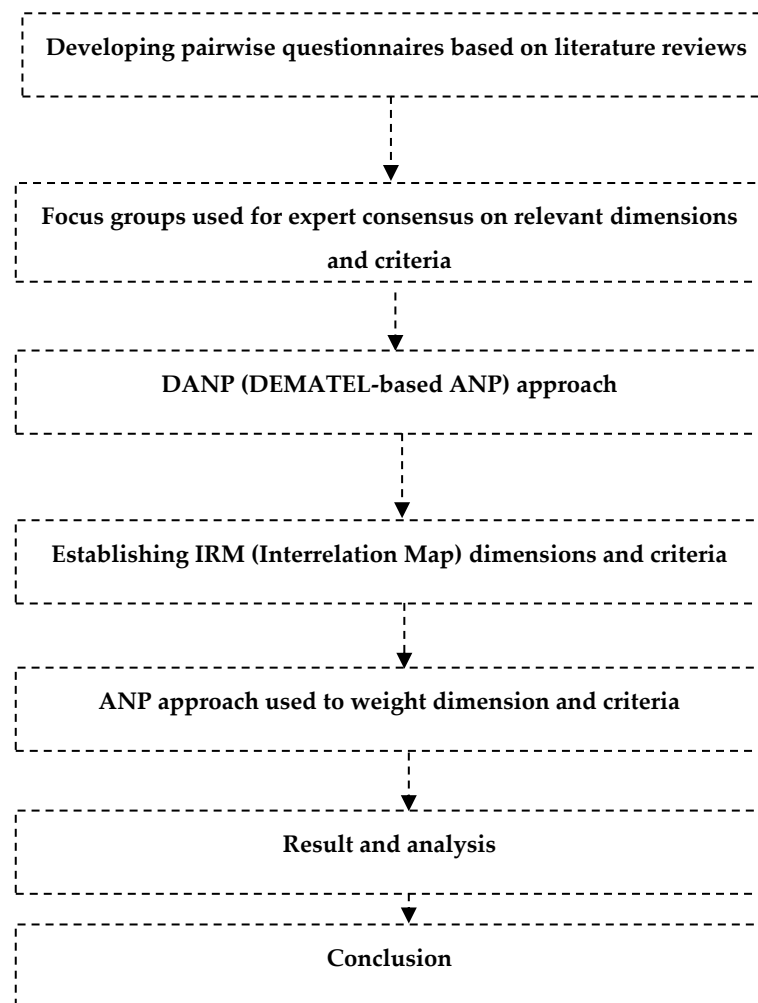 Developing pairwise questionnaires based on literature reviews
Focus groups used for expert consensus on relevant dimensions
and criteria
DANP (DEMATEL-based ANP) approach
Establishing IRM (Interrelation Map) dimensions and criteria
ANP approach used to weight dimension and criteria
Result and analysis
Conclusion